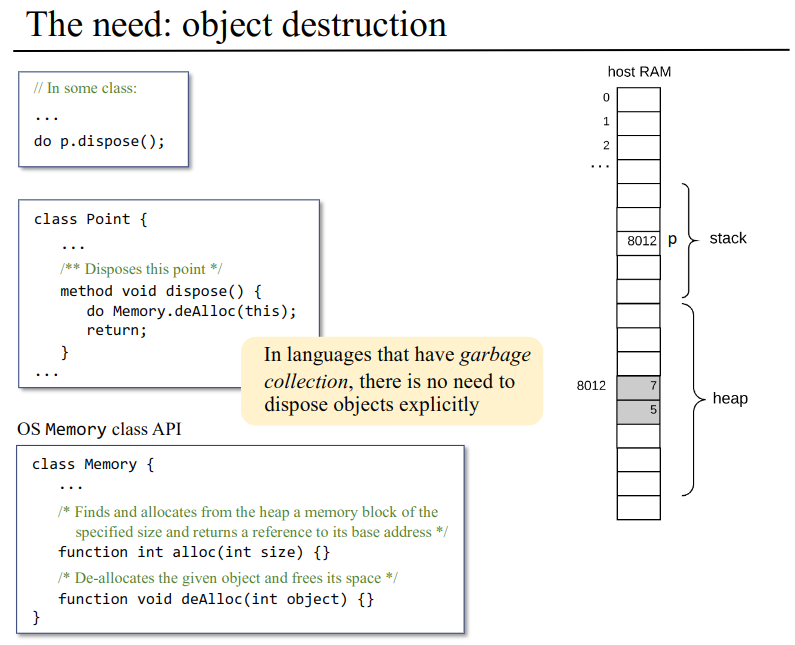 The need: object destruction
// In some class:
...
do p.dispose();
class Point {
...
/** Disposes this point */
method void dispose() {
do Memory.deAlloc(this);
return;
}
...
In languages that have garbage
collection, there is no need to
dispose objects explicitly
OS Memory class API
class Memory {
...
/* Finds and allocates from the heap a memory block of the
specified size and returns a reference to its base address */
function int alloc(int size) {}
/* De-allocates the given object and frees its space */
function void deAlloc(int object) {}
}
host RAM
0
1
2
...
8012 p
stack
8012 7
5
heap